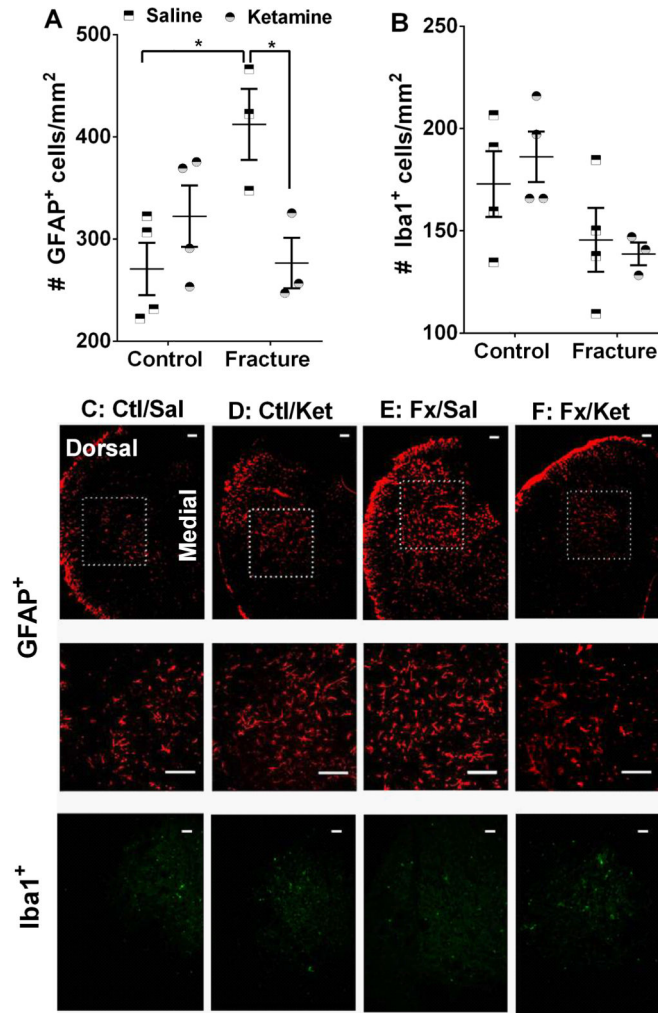 A
Saline
Ketamine
B
# GFAP+ cells/mm2
500
400
300
200
*
*
Control
Fracture
# Iba1+ cells/mm2
250
200
150
100
Control
Fracture
C: Ctl/Sal
D: Ctl/Ket
E: Fx/Sal
F: Fx/Ket
Dorsal
Medial
GFAP+
Iba1+